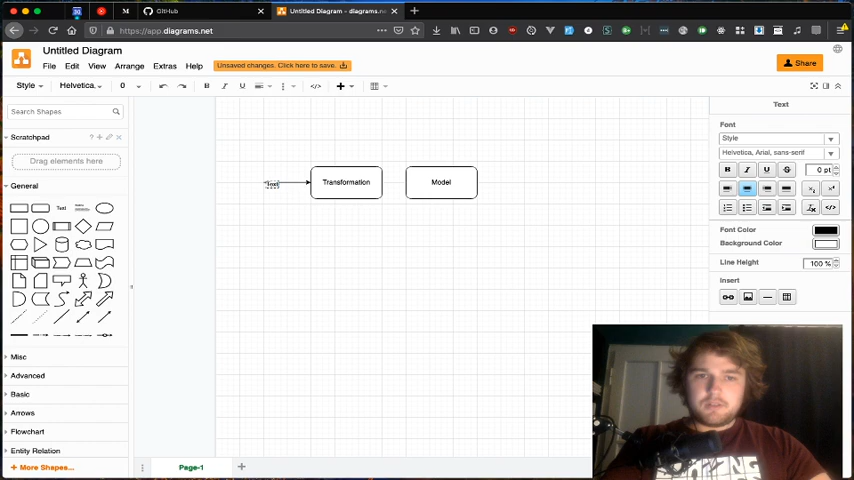 GitHub
Untitled Diagram – diagrams.net
https://app.diagrams.net
Untitled Diagram
File Edit View Arrange Extras Help
Unsaved changes. Click here to save.
Share
Style Helvetica, 0 B I U
Search Shapes
Text
Scratchpad
Drag elements here
General
Text
Text
Transformation
Model
Font
Style
Helvetica, Arial, sans-serif
B I U S 0 pt
Font Color
Background Color
Line Height 100 %
Insert
Misc
Advanced
Basic
Arrows
Flowchart
Entity Relation
+ More Shapes...
Page-1